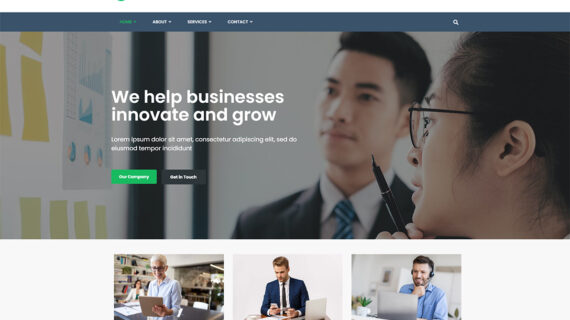 HOME ABOUT SERVICES CONTACT
We help businesses
innovate and grow
Lorem ipsum dolor sit amet, consectetur adipiscing elit, sed do
eiusmod tempor incididunt
Our Company Get in Touch